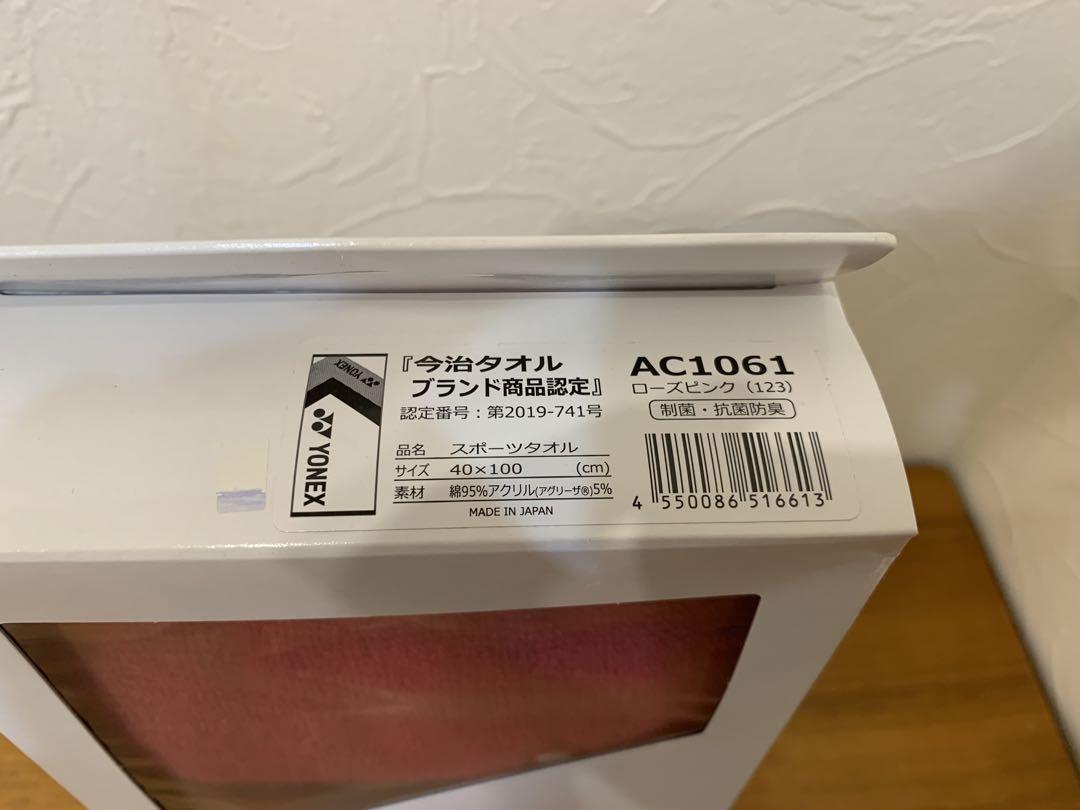 YONEX
YONEX
『今治タオル
ブランド商品認定』
認定番号：第2019-741号
品名 スポーツタオル
サイズ 40×100 (cm)
素材 綿95%アクリル(アグリーザ®)5%
MADE IN JAPAN
AC1061
ローズピンク（123）
制菌・抗菌防臭
4 550086 516613